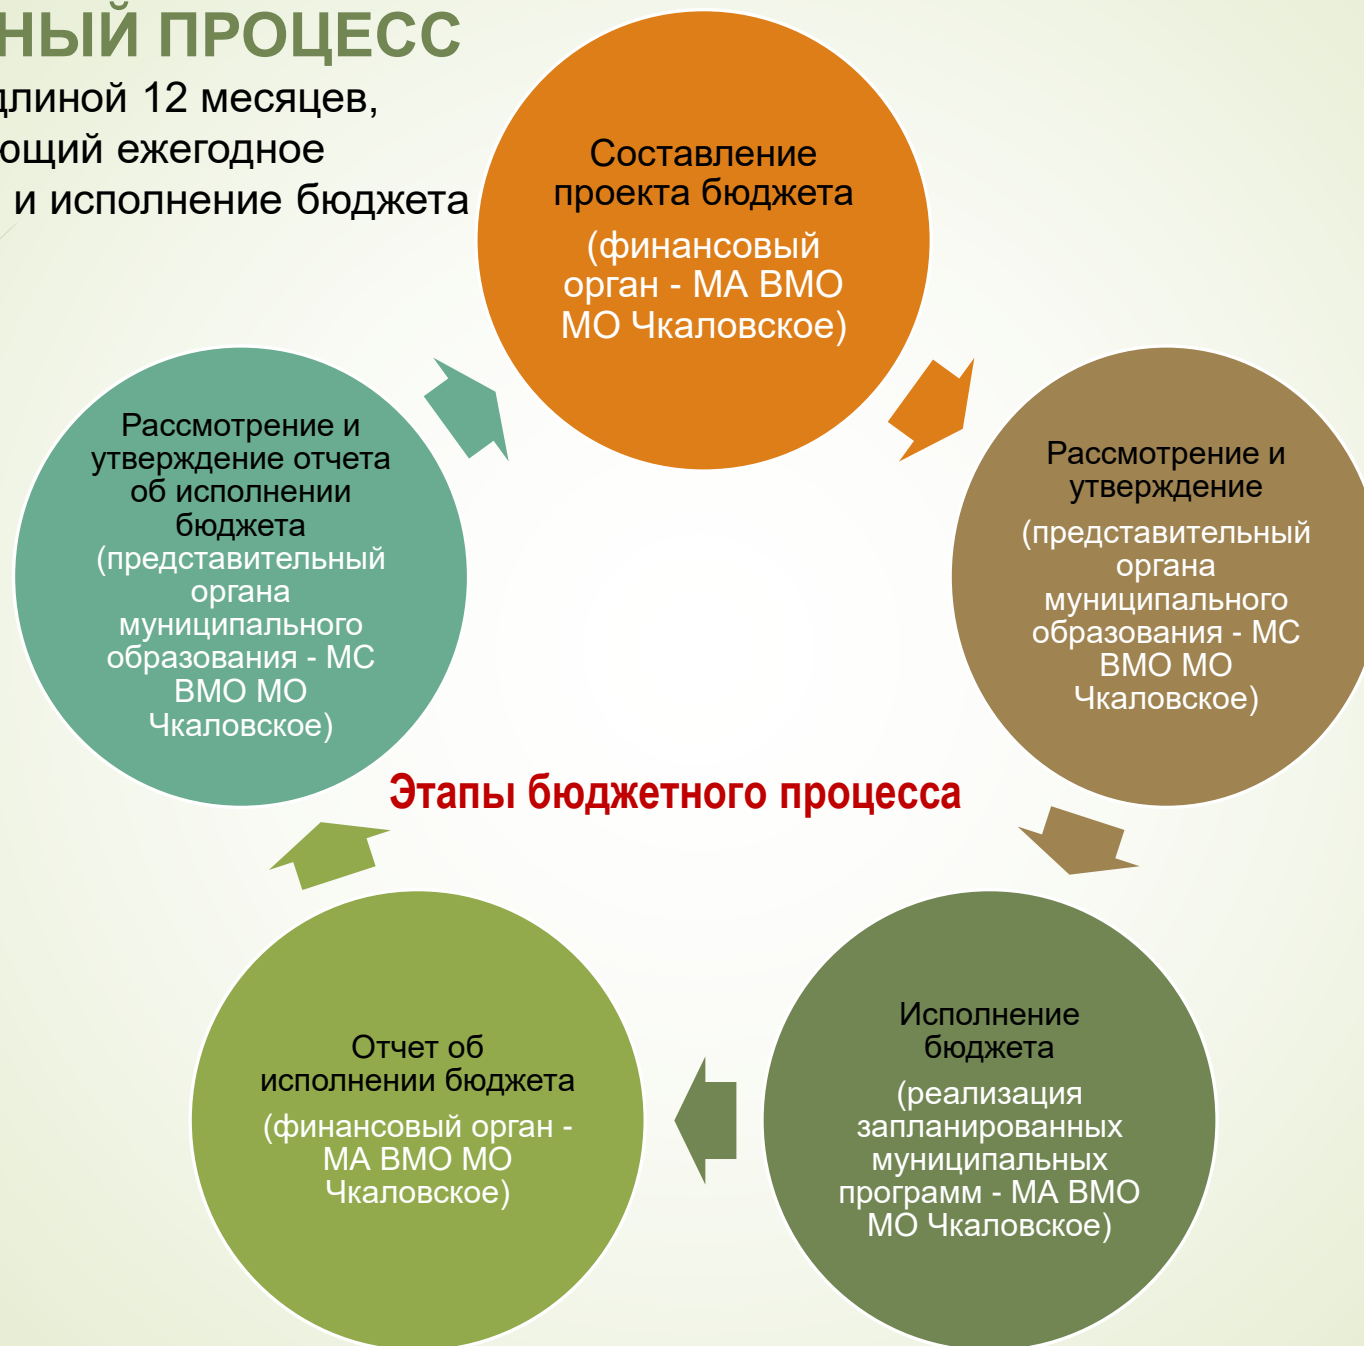 НЫЙ ПРОЦЕСС
длиной 12 месяцев,
ющий ежегодное
и исполнение бюджета
Составление
проекта бюджета
(финансовый
орган - МА ВМО
МО Чкаловское)
Рассмотрение и
утверждение
(представительный
органа
муниципального
образования - МС
ВМО МО
Чкаловское)
Исполнение
бюджета
(реализация
запланированных
муниципальных
программ - МА ВМО
МО Чкаловское)
Отчет об
исполнении бюджета
(финансовый орган -
МА ВМО МО
Чкаловское)
Рассмотрение и
утверждение отчета
об исполнении
бюджета
(представительный
органа
муниципального
образования - МС
ВМО МО
Чкаловское)
Этапы бюджетного процесса